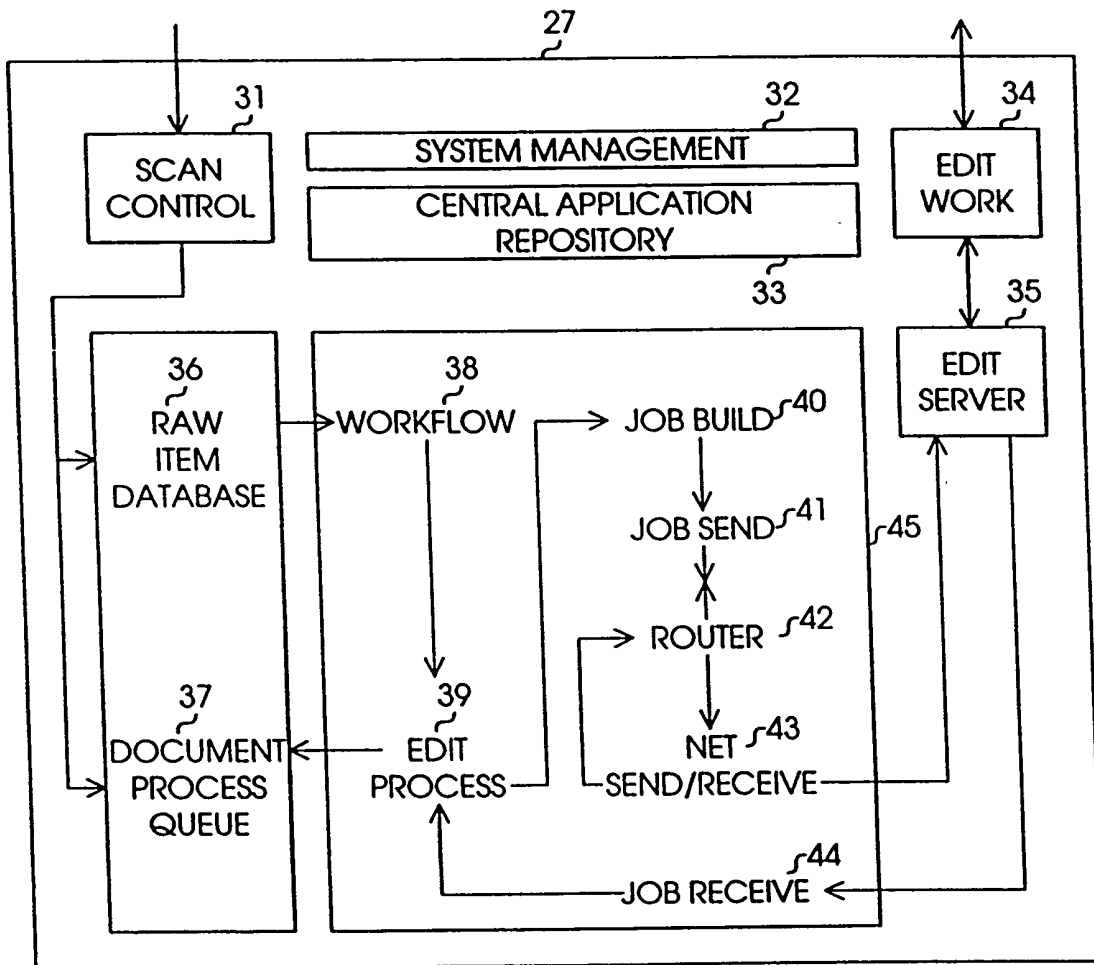 27
31
SCAN
CONTROL
32
SYSTEM MANAGEMENT
CENTRAL APPLICATION
REPOSITORY
33
34
EDIT
WORK
35
EDIT
SERVER
36
RAW
ITEM
DATABASE
37
DOCUMENT
PROCESS
QUEUE
38
WORKFLOW
39
EDIT
PROCESS
JOB BUILD 40
JOB SEND 41
ROUTER 42
NET 43
SEND/RECEIVE
44
JOB RECEIVE
45